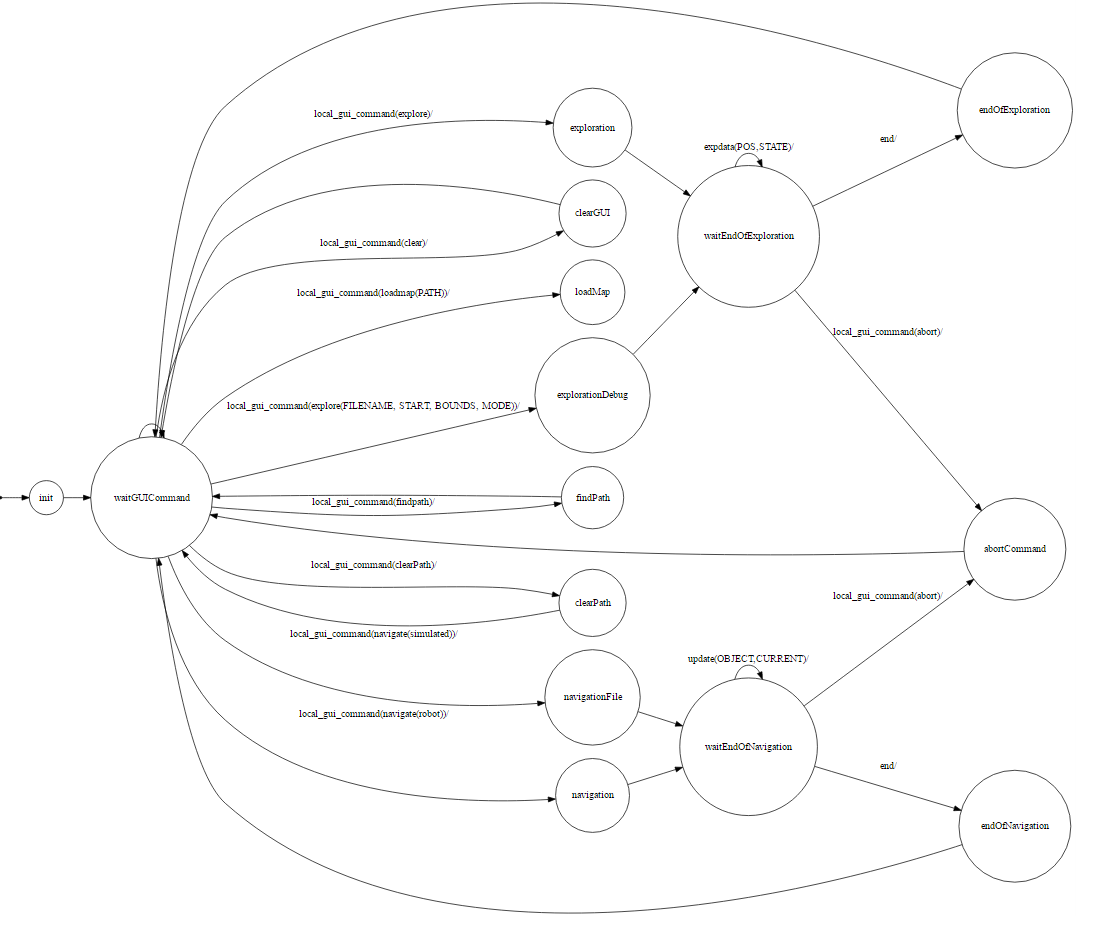 local_gui_command(explore)/
exploration
endOfExploration
end/
expdata(POS,STATE)/
clearGUI
waitEndOfExploration
local_gui_command(clear)/
local_gui_command(loadmap(PATH))/
loadMap
local_gui_command(abort)/
explorationDebug
local_gui_command(explore(FILENAME, START, BOUNDS, MODE))/
init
waitGUICommand
findPath
local_gui_command(findpath)/
abortCommand
local_gui_command(clearPath)/
clearPath
local_gui_command(abort)/
local_gui_command(navigate(simulated))/
update(OBJECT,CURRENT)/
navigationFile
local_gui_command(navigate(robot))/
waitEndOfNavigation
end/
navigation
endOfNavigation